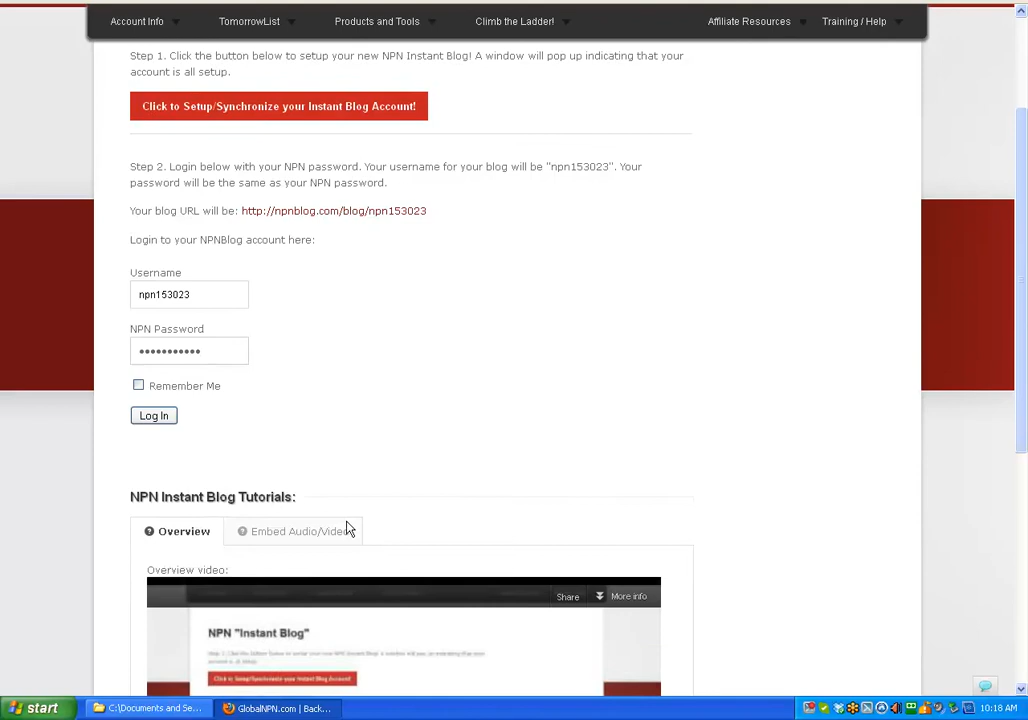 Account Info
TomorrowList
Products and Tools
Climb the Ladder!
Affiliate Resources
Training / Help
Step 1. Click the button below to setup your new NPN Instant Blog! A window will pop up indicating that your
account is all setup.
Click to Setup/Synchronize your Instant Blog Account!
Step 2. Login below with your NPN password. Your username for your blog will be "npn153023". Your
password will be the same as your NPN password.
Your blog URL will be: http://npnblog.com/blog/npn153023
Login to your NPNBlog account here:
Username
npn153023
NPN Password
•••••••••••
Remember Me
Log In
NPN Instant Blog Tutorials:
Overview
Embed Audio/Video
Overview video:
Share
More info
NPN "Instant Blog"
Click to Setup/Synchronize your Instant Blog Account!
start
C:\Documents and Se...
GlobalNPN.com | Back...
10:18 AM